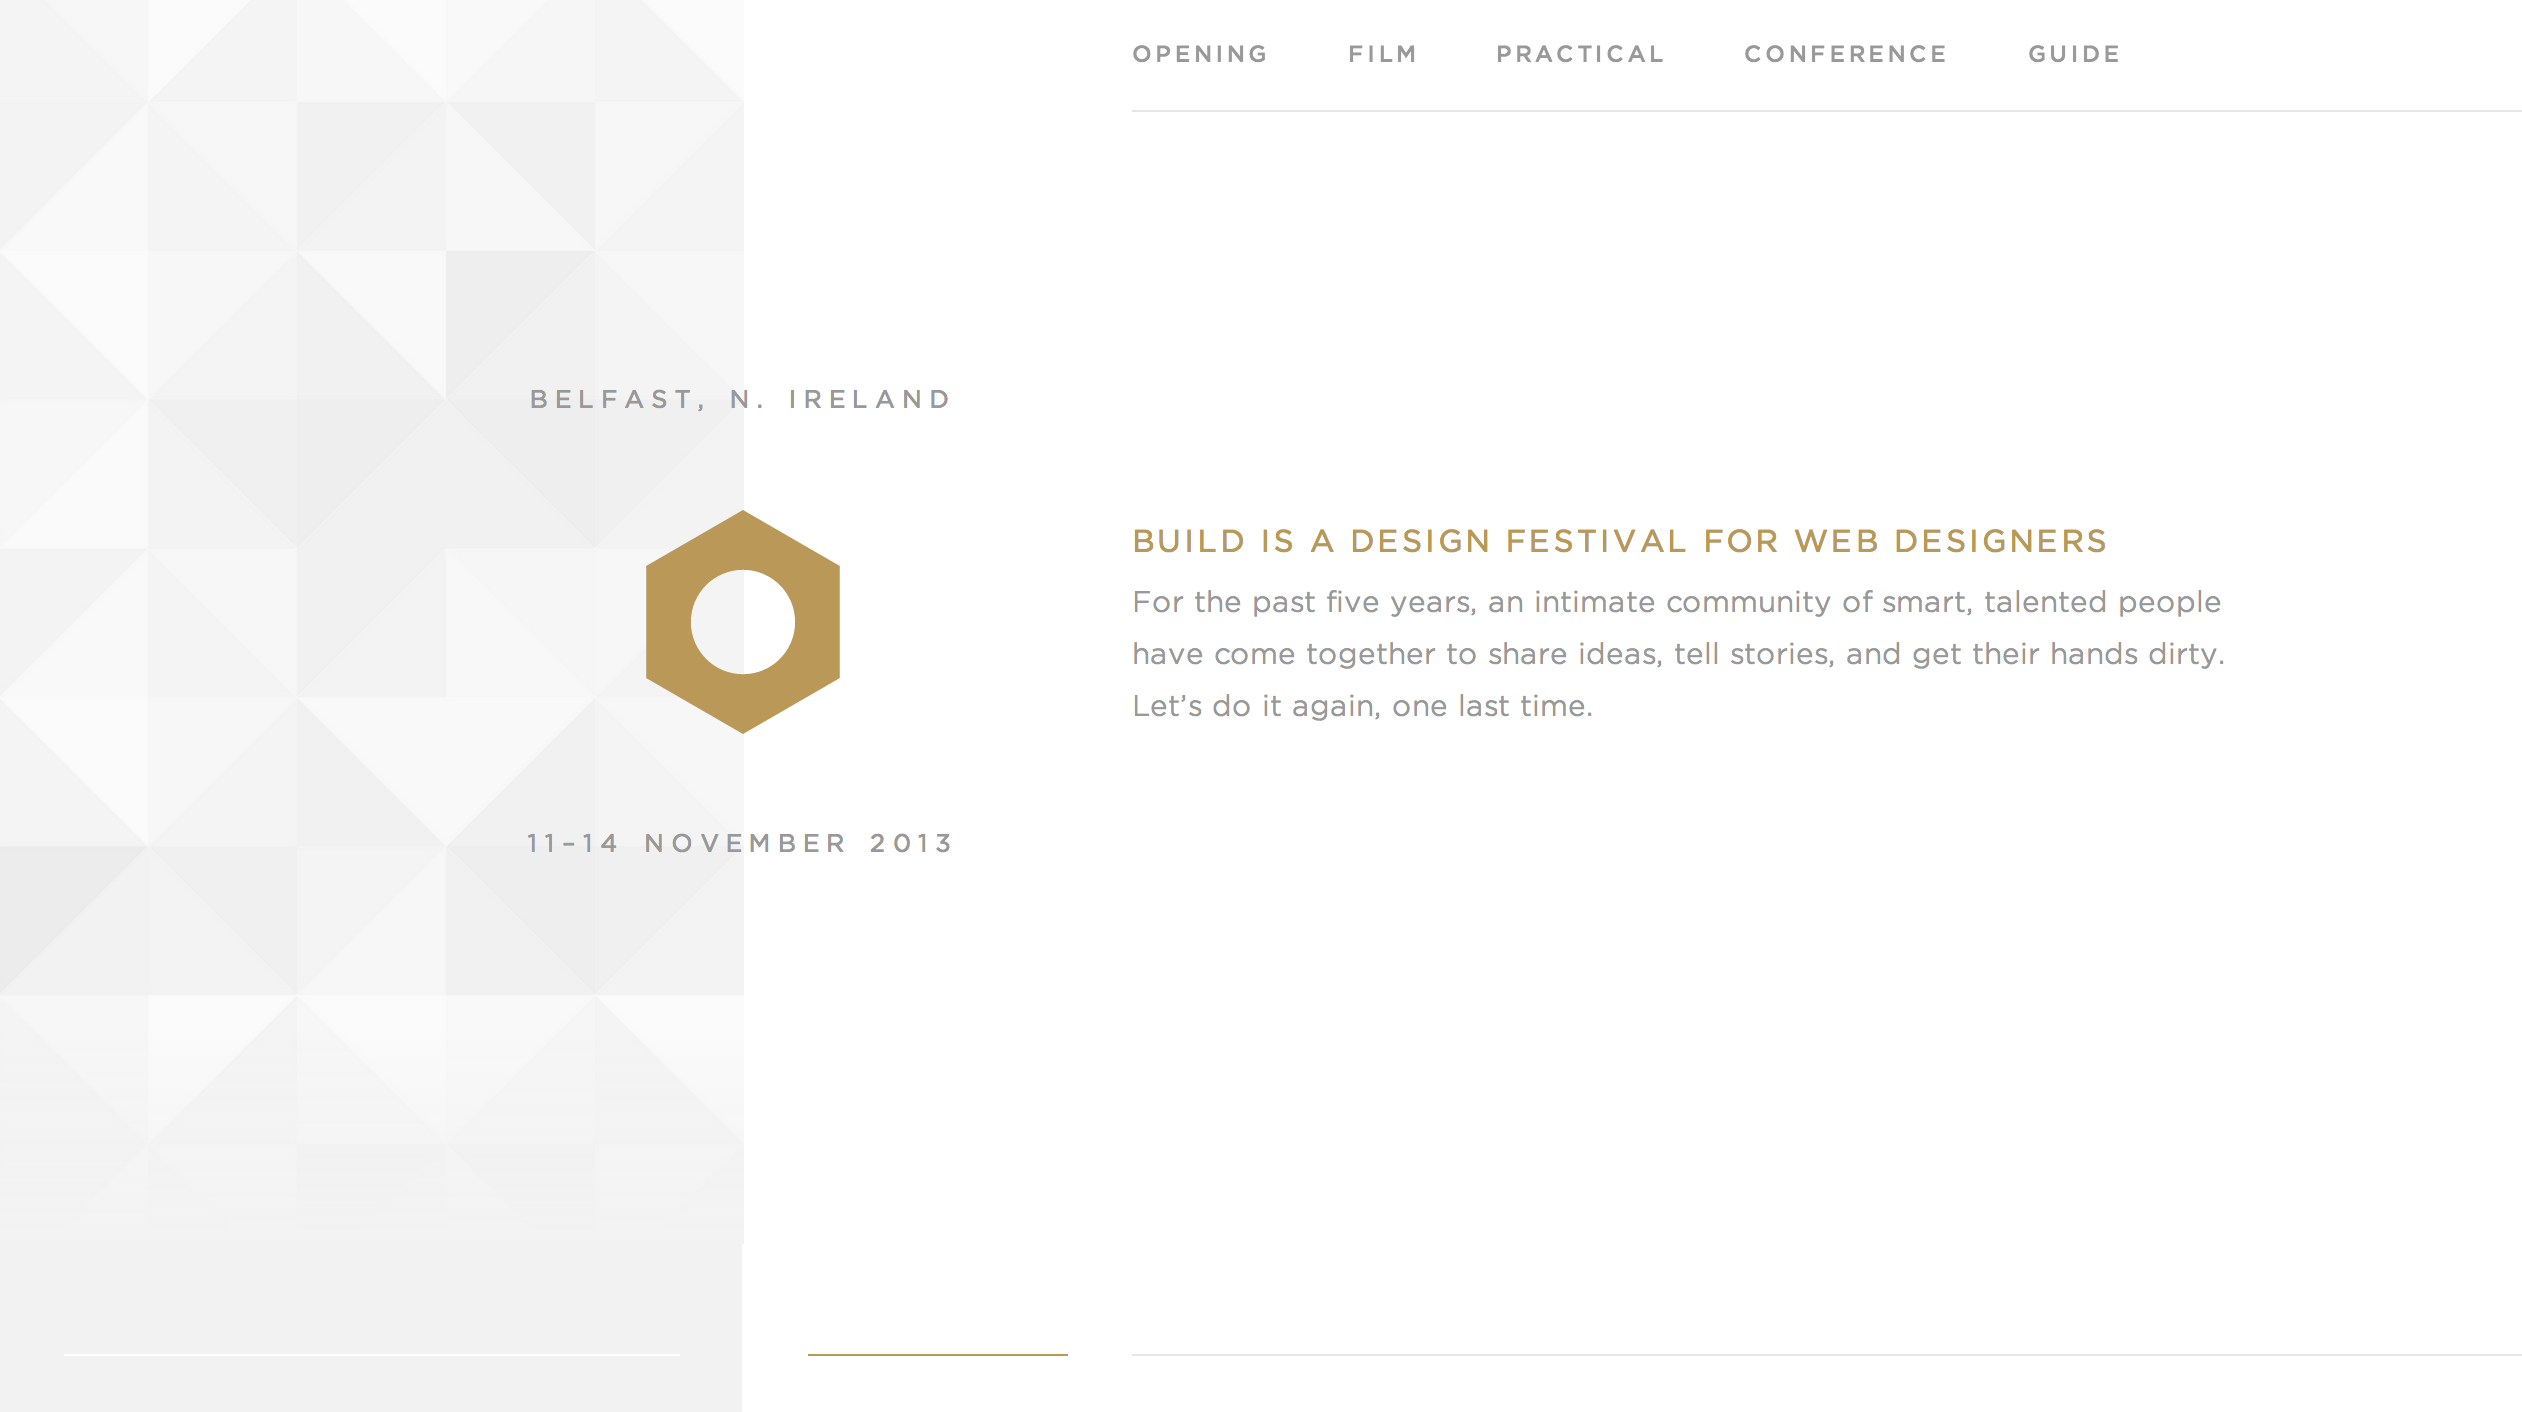 OPENING FILM PRACTICAL CONFERENCE GUIDE
BELFAST, N. IRELAND
11–14 NOVEMBER 2013
BUILD IS A DESIGN FESTIVAL FOR WEB DESIGNERS
For the past five years, an intimate community of smart, talented people
have come together to share ideas, tell stories, and get their hands dirty.
Let’s do it again, one last time.